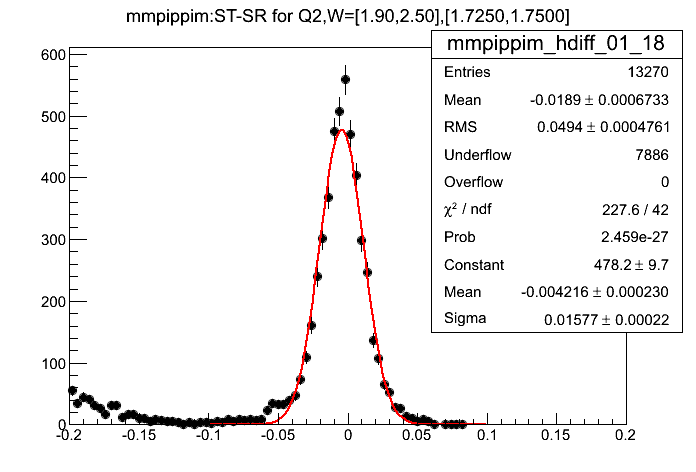 mmpippim:ST-SR for Q2,W=[1.90,2.50],[1.7250,1.7500]
mmpippim_hdiff_01_18
Entries 13270
Mean -0.0189 ± 0.0006733
RMS 0.0494 ± 0.0004761
Underflow 7886
Overflow 0
χ² / ndf 227.6 / 42
Prob 2.459e-27
Constant 478.2 ± 9.7
Mean -0.004216 ± 0.000230
Sigma 0.01577 ± 0.00022
600
500
400
300
200
100
0
-0.2 -0.15 -0.1 -0.05 0 0.05 0.1 0.15 0.2